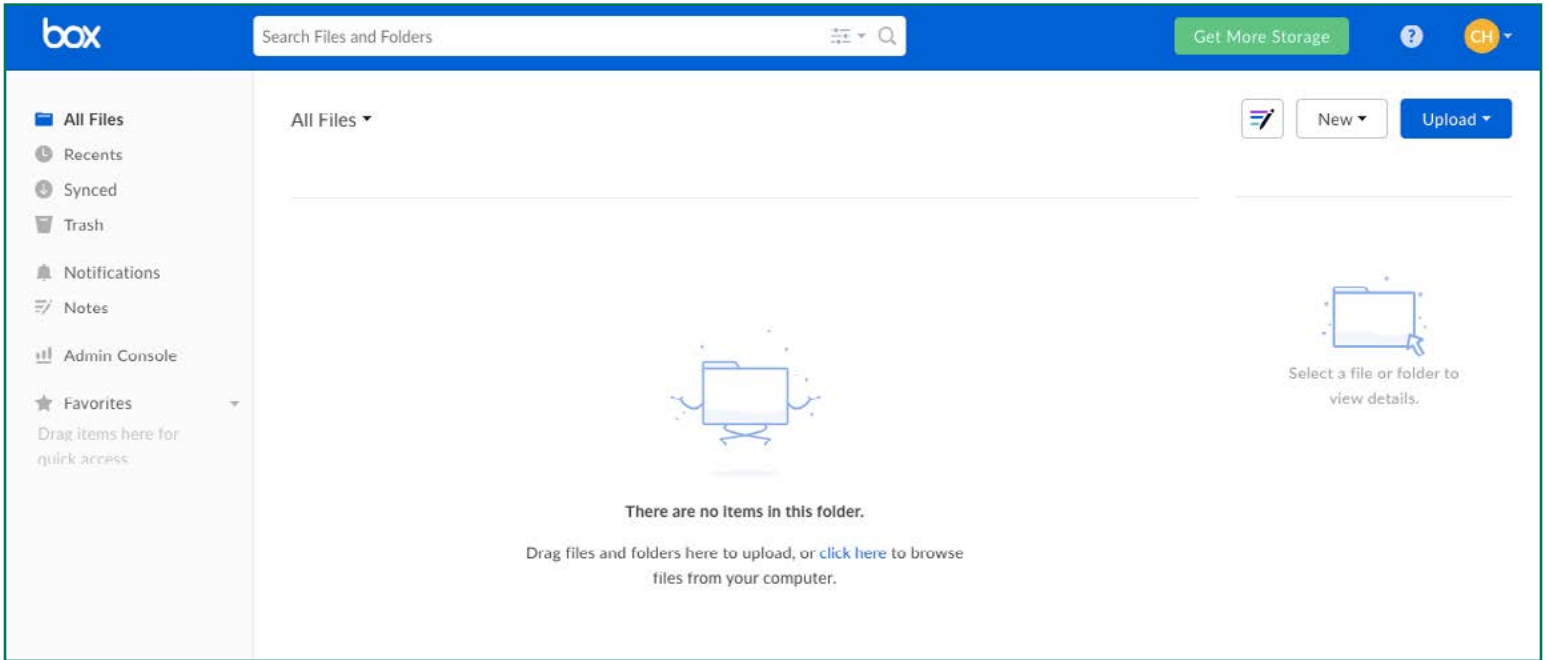 box
Search Files and Folders
Get More Storage
?
CH
All Files
Recents
Synced
Trash
Notifications
Notes
Admin Console
Favorites
Drag items here for
quick access
All Files
New
Upload
There are no items in this folder.
Drag files and folders here to upload, or click here to browse
files from your computer.
Select a file or folder to
view details.